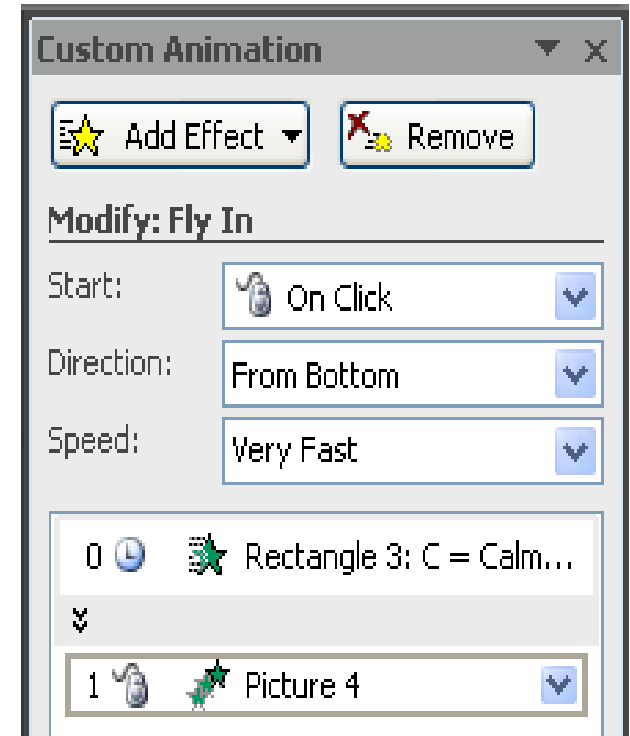 Custom Animation
Add Effect Remove
Modify: Fly In
Start: On Click
Direction: From Bottom
Speed: Very Fast
0 Rectangle 3: C = Calm...
1 Picture 4